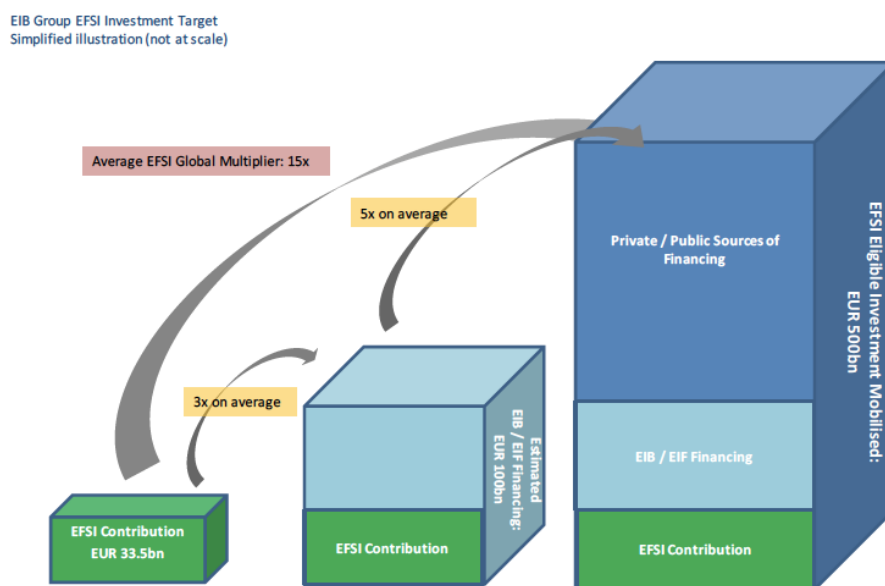 EIB Group EFSI Investment Target
Simplified illustration (not at scale)
Average EFSI Global Multiplier: 15x
5x on average
3x on average
EFSI Contribution
EUR 33.5bn
EFSI Contribution
Estimated
EIB / EIF Financing:
EUR 100bn
Private / Public Sources of
Financing
EIB / EIF Financing
EFSI Contribution
EFSI Eligible Investment Mobilised:
EUR 500bn